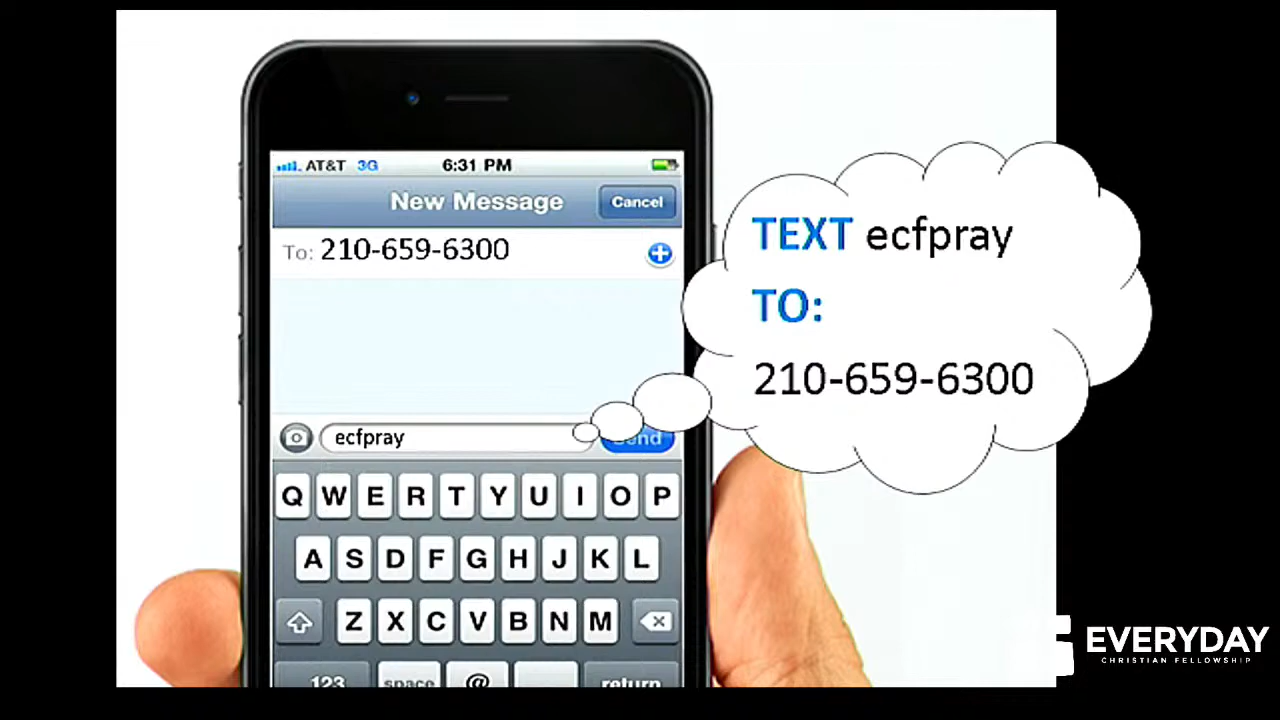 AT&T 3G 6:31 PM
New Message Cancel
To: 210-659-6300
TEXT ecfpray
TO:
210-659-6300
ecfpray Send
Q W E R T Y U I O P
A S D F G H J K L
Z X C V B N M
123 space @ . return
EVERYDAY
CHRISTIAN FELLOWSHIP